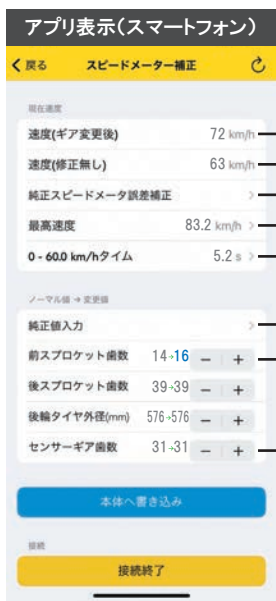 アプリ表示（スマートフォン）
戻る スピードメーター補正
現在速度
速度(ギア変更後) 72 km/h
速度(修正無し) 63 km/h
純正スピードメータ誤差補正
最高速度 83.2 km/h
0 - 60.0 km/hタイム 5.2 s
ノーマル値 → 変更値
純正値入力
前スプロケット歯数 14→16 − +
後スプロケット歯数 39→39 − +
後輪タイヤ外径(mm) 576→576 − +
センサーギア歯数 31→31 − +
本体へ書き込み
接続
接続終了